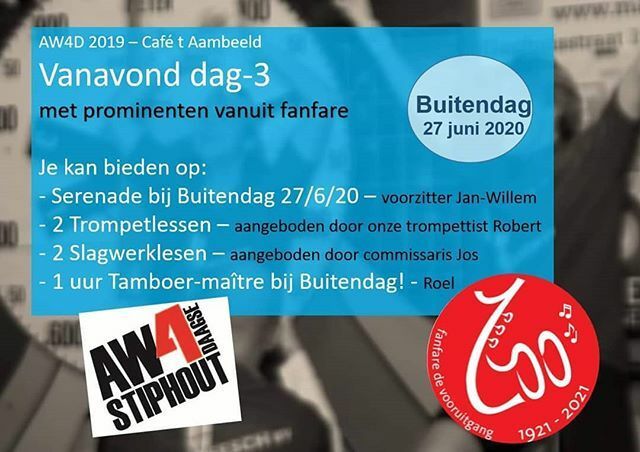 AW4D 2019 – Café t Aambeeld
Vanavond dag-3
met prominenten vanuit fanfare
Buitendag
27 juni 2020
Je kan bieden op:
- Serenade bij Buitendag 27/6/20 – voorzitter Jan-Willem
- 2 Trompetlessen – aangeboden door onze trompettist Robert
- 2 Slagwerklesen – aangeboden door commissaris Jos
- 1 uur Tamboer-maître bij Buitendag! - Roel
AW4DAAGSE
STIPHOUT
100
fanfare de vooruitgang
1921 - 2021